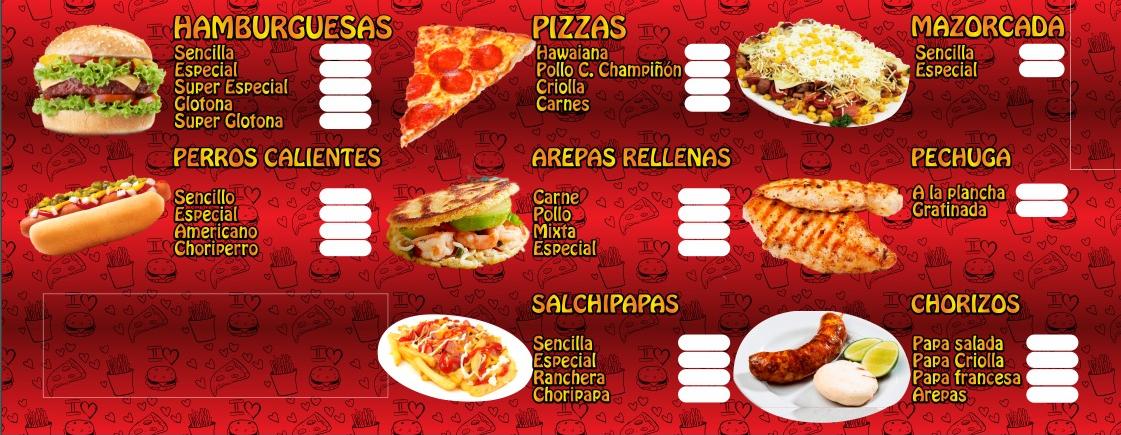 HAMBURGUESAS
Sencilla
Especial
Super Especial
Glotona
Super Glotona
PIZZAS
Hawaiana
Pollo C. Champiñón
Criolla
Carnes
MAZORCADA
Sencilla
Especial
PERROS CALIENTES
Sencillo
Especial
Americano
Choriperro
AREPAS RELLENAS
Carne
Pollo
Mixta
Especial
PECHUGA
A la plancha
Gratinada
SALCHIPAPAS
Sencilla
Especial
Ranchera
Choripapa
CHORIZOS
Papa salada
Papa Criolla
Papa francesa
Arepas